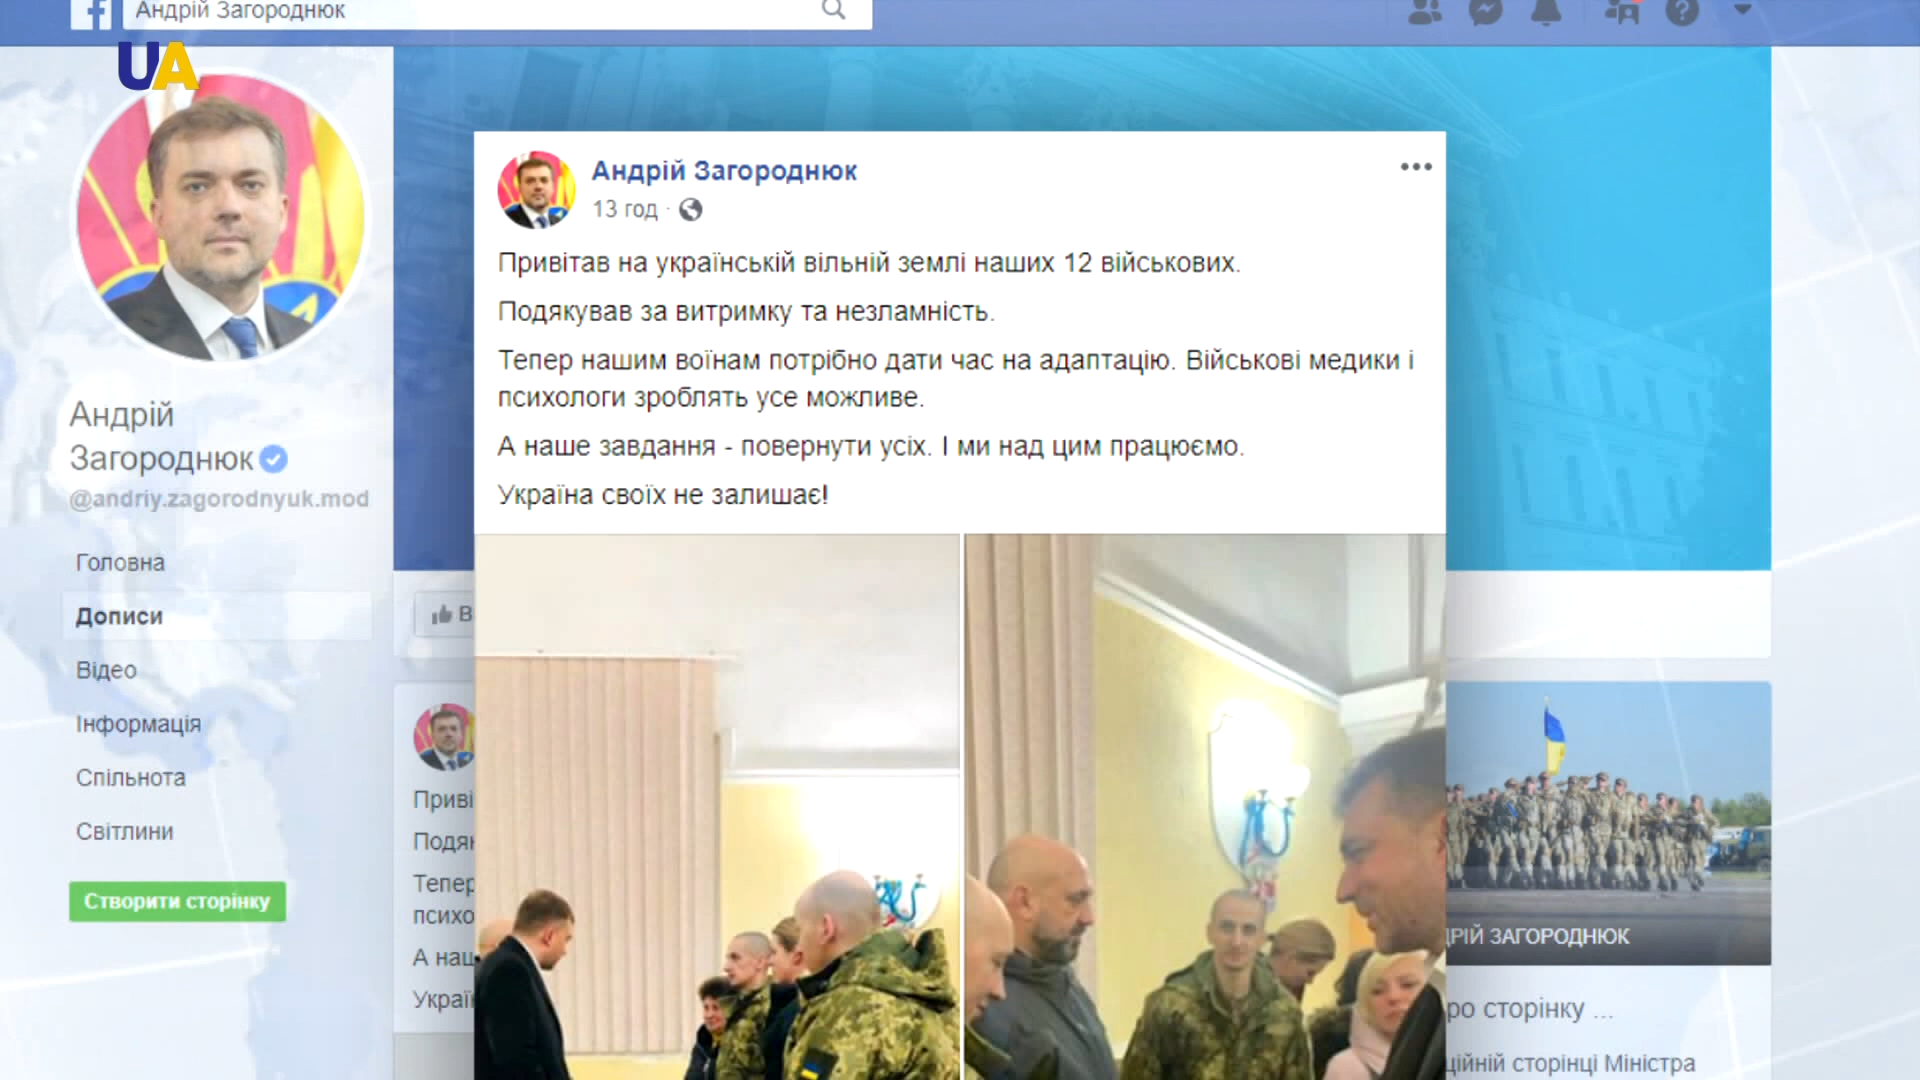 Андрій Загороднюк
UA
Андрій
Загороднюк
@andriy.zagorodnyuk.mod
Головна
Дописи
Відео
Інформація
Спільнота
Світлини
Створити сторінку
Андрій Загороднюк
13 год
Привітав на українській вільній землі наших 12 військових.
Подякував за витримку та незламність.
Тепер нашим воїнам потрібно дати час на адаптацію. Військові медики і
психологи зроблять усе можливе.
А наше завдання - повернути усіх. І ми над цим працюємо.
Україна своїх не залишає!
В
Приві
Подя
Тепер
психо
А наш
Украї
РІЙ ЗАГОРОДНЮК
ро сторінку ...
ційній сторінці Міністра